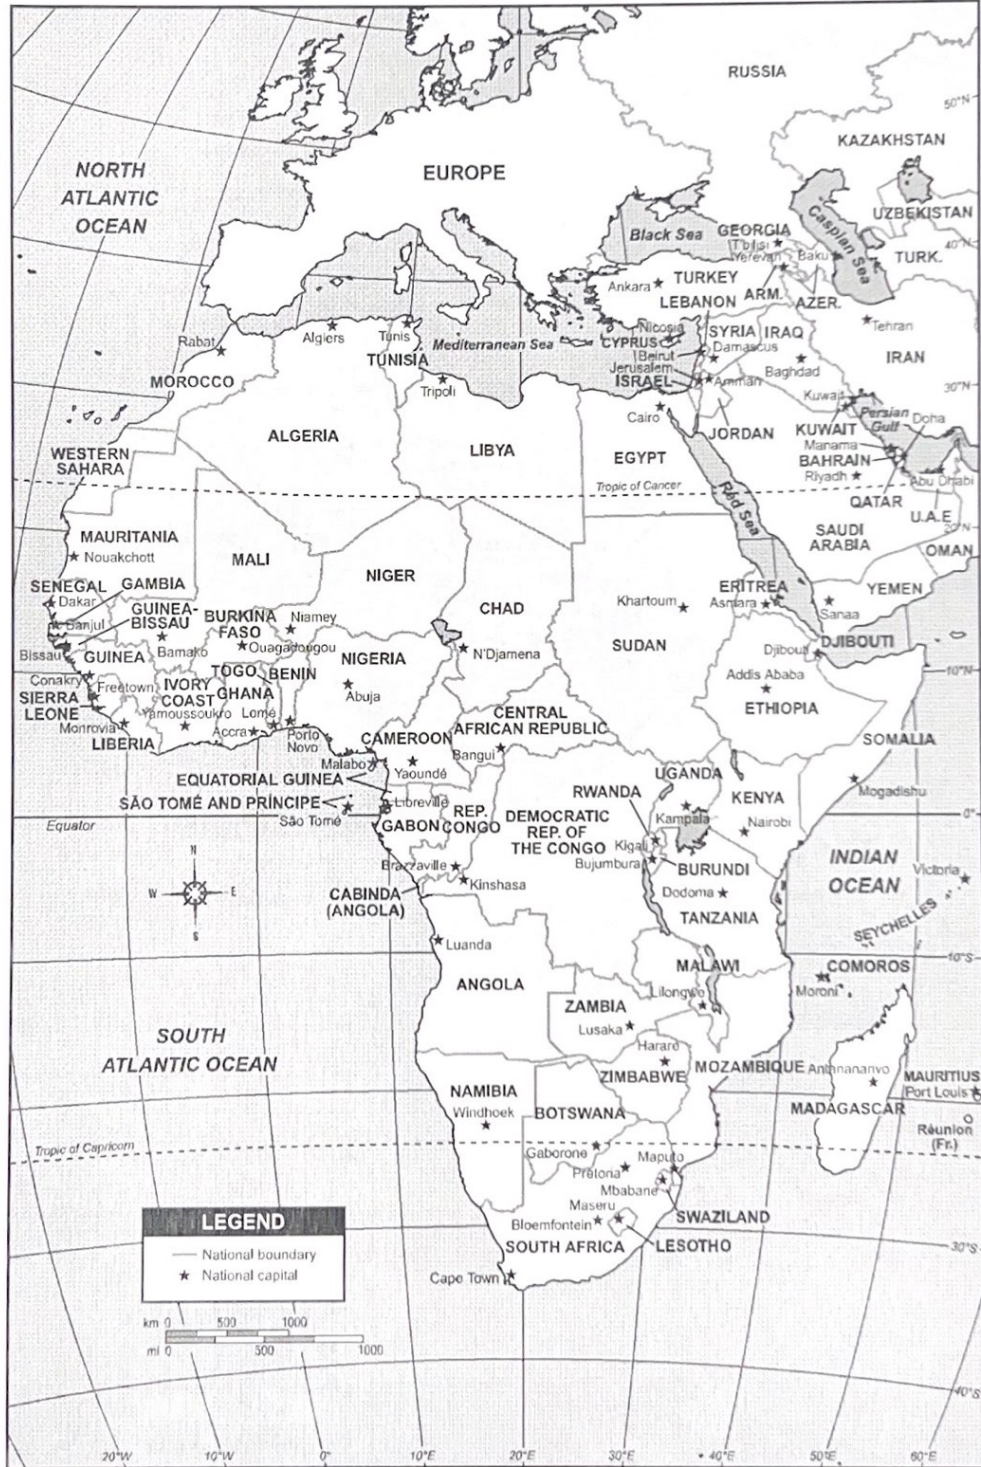 RUSSIA
50°N
KAZAKHSTAN
NORTH
ATLANTIC
OCEAN
EUROPE
UZBEKISTAN
Caspian Sea
Black Sea
GEORGIA
T'bilisi
Yerevan
Baku
40°N
TURK.
Ankara
TURKEY
ARM.
AZER.
LEBANON
Nicosia
SYRIA
IRAQ
Tehran
Rabat
Algiers
Tunis
Mediterranean Sea
CYPRUS
Damascus
Beirut
TUNISIA
Jerusalem
Baghdad
IRAN
MOROCCO
Tripoli
ISRAEL
Amman
30°N
Kuwait
Cairo
Persian
Gulf
Doha
ALGERIA
LIBYA
EGYPT
JORDAN
KUWAIT
Manama
WESTERN
SAHARA
BAHRAIN
Riyadh
Abu Dhabi
Tropic of Cancer
Red Sea
QATAR
U.A.E
20°N
MAURITANIA
SAUDI
ARABIA
OMAN
Nouakchott
MALI
NIGER
CHAD
SENEGAL
GAMBIA
ERITREA
YEMEN
Dakar
Khartoum
Asmara
Sanaa
GUINEA-
BISSAU
BURKINA
FASO
Niamey
Banjul
SUDAN
DJIBOUTI
Bissau
GUINEA
Bamako
Ouagadougou
NIGERIA
N'Djamena
Djibouti
Conakry
Freetown
IVORY
COAST
TOGO
BENIN
GHANA
Abuja
Addis Ababa
10°N
SIERRA
LEONE
ETHIOPIA
Monrovia
Yamoussoukro
Lomé
CENTRAL
AFRICAN REPUBLIC
LIBERIA
Accra
Porto
Novo
CAMEROON
SOMALIA
Malabo
Yaoundé
Bangui
EQUATORIAL GUINEA
UGANDA
Mogadishu
SÃO TOMÉ AND PRÍNCIPE
Libreville
RWANDA
KENYA
São Tomé
Equator
GABON
REP.
CONGO
DEMOCRATIC
REP. OF
THE CONGO
Kampala
Nairobi
0°
Kigali
Bujumbura
BURUNDI
INDIAN
OCEAN
Victoria
Brazzaville
Kinshasa
Dodoma
N
W
E
S
CABINDA
(ANGOLA)
TANZANIA
SEYCHELLES
Luanda
10°S
MALAWI
COMOROS
ANGOLA
Lilongwe
Moroni
ZAMBIA
Lusaka
SOUTH
ATLANTIC OCEAN
Harare
MOZAMBIQUE
Antananarivo
ZIMBABWE
MAURITIUS
Port Louis
NAMIBIA
Windhoek
BOTSWANA
MADAGASCAR
Réunion
(Fr.)
Tropic of Capricorn
Gaborone
Maputo
Pretoria
Mbabane
Maseru
SWAZILAND
Bloemfontein
SOUTH AFRICA
LESOTHO
30°S
Cape Town
LEGEND
National boundary
National capital
km 0 500 1000
mi 0 500 1000
40°S
20°W 10°W 0° 10°E 20°E 30°E 40°E 50°E 60°E